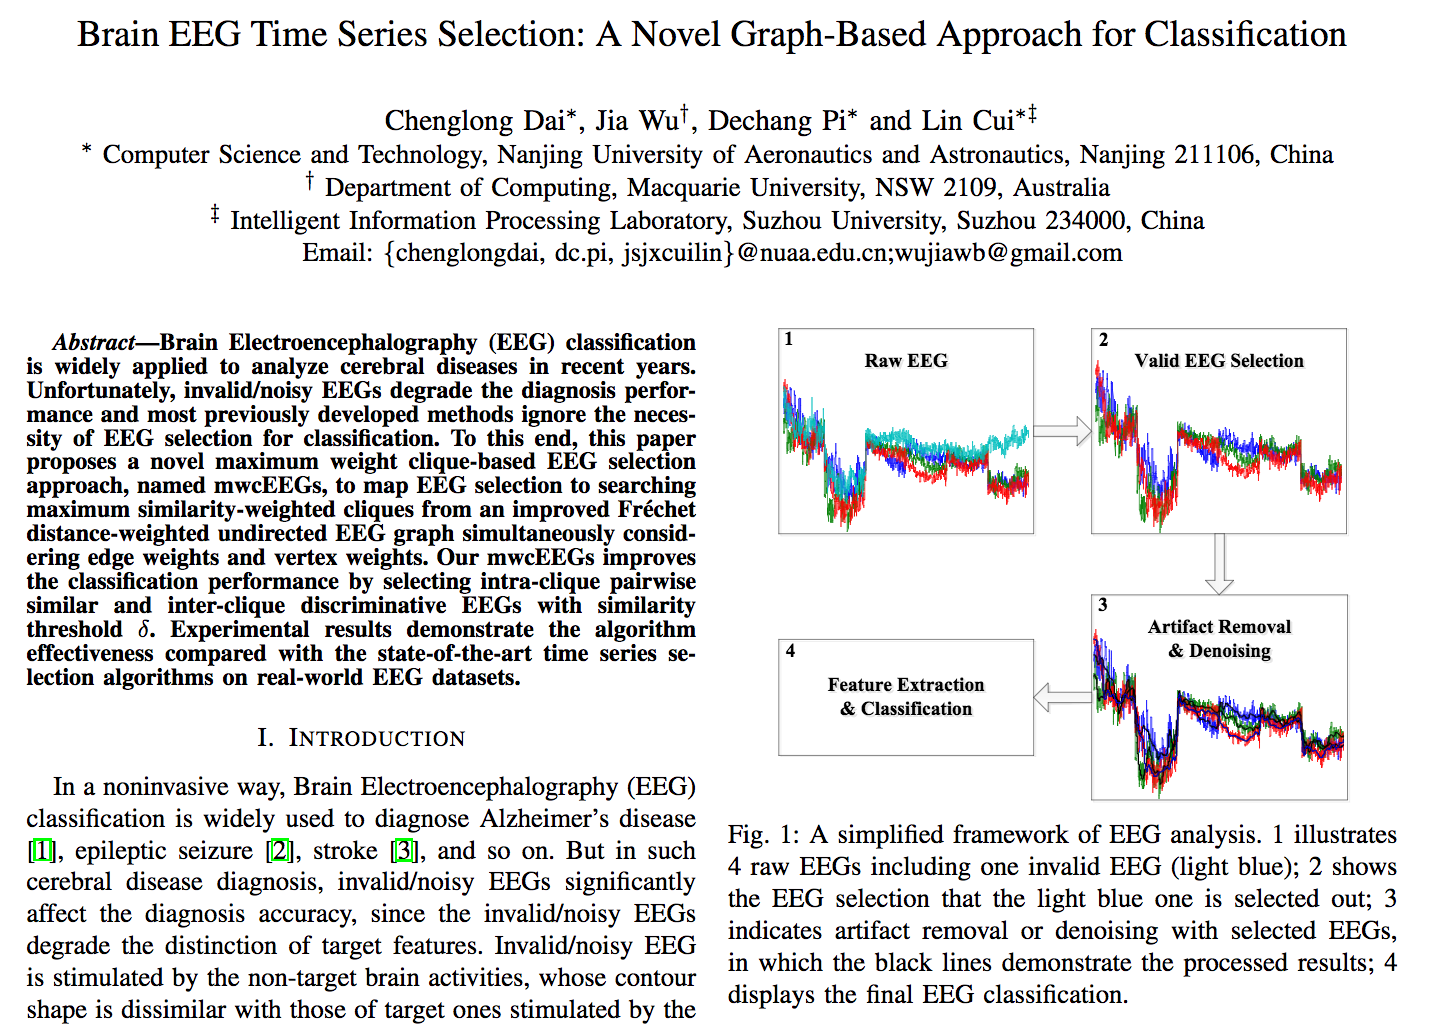 Brain EEG Time Series Selection: A Novel Graph-Based Approach for Classification
Chenglong Dai*, Jia Wu†, Dechang Pi* and Lin Cui*‡
* Computer Science and Technology, Nanjing University of Aeronautics and Astronautics, Nanjing 211106, China
† Department of Computing, Macquarie University, NSW 2109, Australia
‡ Intelligent Information Processing Laboratory, Suzhou University, Suzhou 234000, China
Email: {chenglongdai, dc.pi, jsjxcuilin}@nuaa.edu.cn;wujiawb@gmail.com
Abstract—Brain Electroencephalography (EEG) classification
is widely applied to analyze cerebral diseases in recent years.
Unfortunately, invalid/noisy EEGs degrade the diagnosis perfor-
mance and most previously developed methods ignore the neces-
sity of EEG selection for classification. To this end, this paper
proposes a novel maximum weight clique-based EEG selection
approach, named mwcEEGs, to map EEG selection to searching
maximum similarity-weighted cliques from an improved Fréchet
distance-weighted undirected EEG graph simultaneously consid-
ering edge weights and vertex weights. Our mwcEEGs improves
the classification performance by selecting intra-clique pairwise
similar and inter-clique discriminative EEGs with similarity
threshold δ. Experimental results demonstrate the algorithm
effectiveness compared with the state-of-the-art time series se-
lection algorithms on real-world EEG datasets.
I. INTRODUCTION
In a noninvasive way, Brain Electroencephalography (EEG)
classification is widely used to diagnose Alzheimer's disease
[1], epileptic seizure [2], stroke [3], and so on. But in such
cerebral disease diagnosis, invalid/noisy EEGs significantly
affect the diagnosis accuracy, since the invalid/noisy EEGs
degrade the distinction of target features. Invalid/noisy EEG
is stimulated by the non-target brain activities, whose contour
shape is dissimilar with those of target ones stimulated by the
1
Raw EEG
2
Valid EEG Selection
3
Artifact Removal
& Denoising
4
Feature Extraction
& Classification
Fig. 1: A simplified framework of EEG analysis. 1 illustrates
4 raw EEGs including one invalid EEG (light blue); 2 shows
the EEG selection that the light blue one is selected out; 3
indicates artifact removal or denoising with selected EEGs,
in which the black lines demonstrate the processed results; 4
displays the final EEG classification.